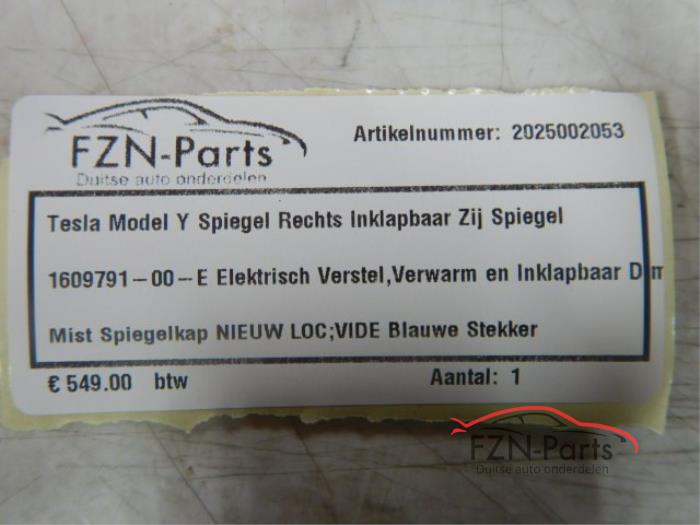 FZN-Parts
Duitse auto onderdelen
Artikelnummer: 2025002053
Tesla Model Y Spiegel Rechts Inklapbaar Zij Spiegel
1609791-00-E Elektrisch Verstel,Verwarm en Inklapbaar
Mist Spiegelkap NIEUW LOC;VIDE Blauwe Stekker
€ 549.00 btw
Aantal: 1
FZN-Parts
Duitse auto onderdelen